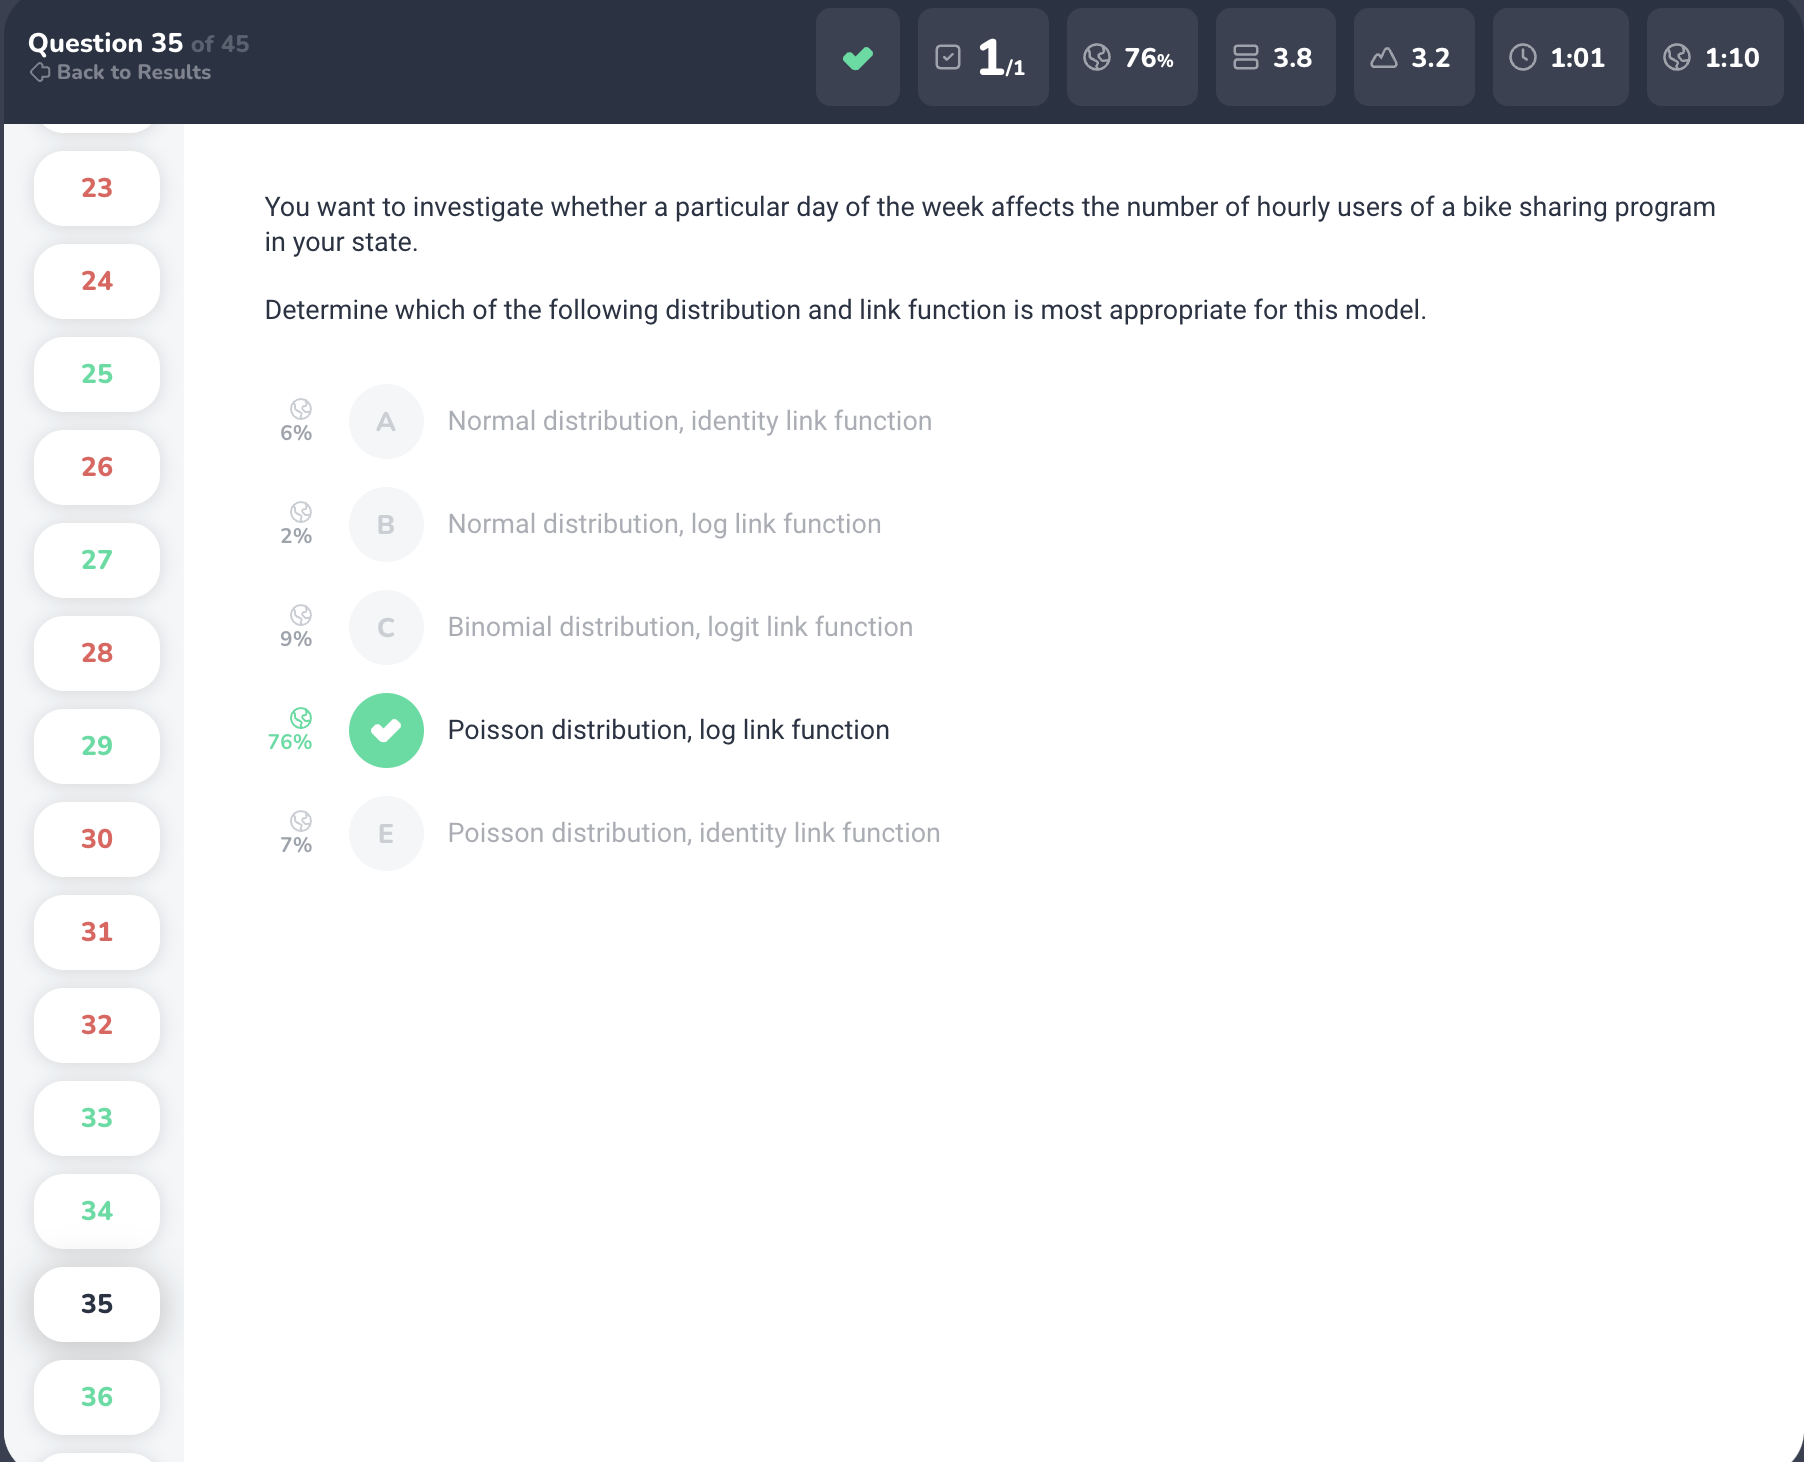 Question 35 of 45
Back to Results
1/1
76%
3.8
3.2
1:01
1:10
23
24
25
26
27
28
29
30
31
32
33
34
35
36
You want to investigate whether a particular day of the week affects the number of hourly users of a bike sharing program
in your state.
Determine which of the following distribution and link function is most appropriate for this model.
6% A Normal distribution, identity link function
2% B Normal distribution, log link function
9% C Binomial distribution, logit link function
76% Poisson distribution, log link function
7% E Poisson distribution, identity link function